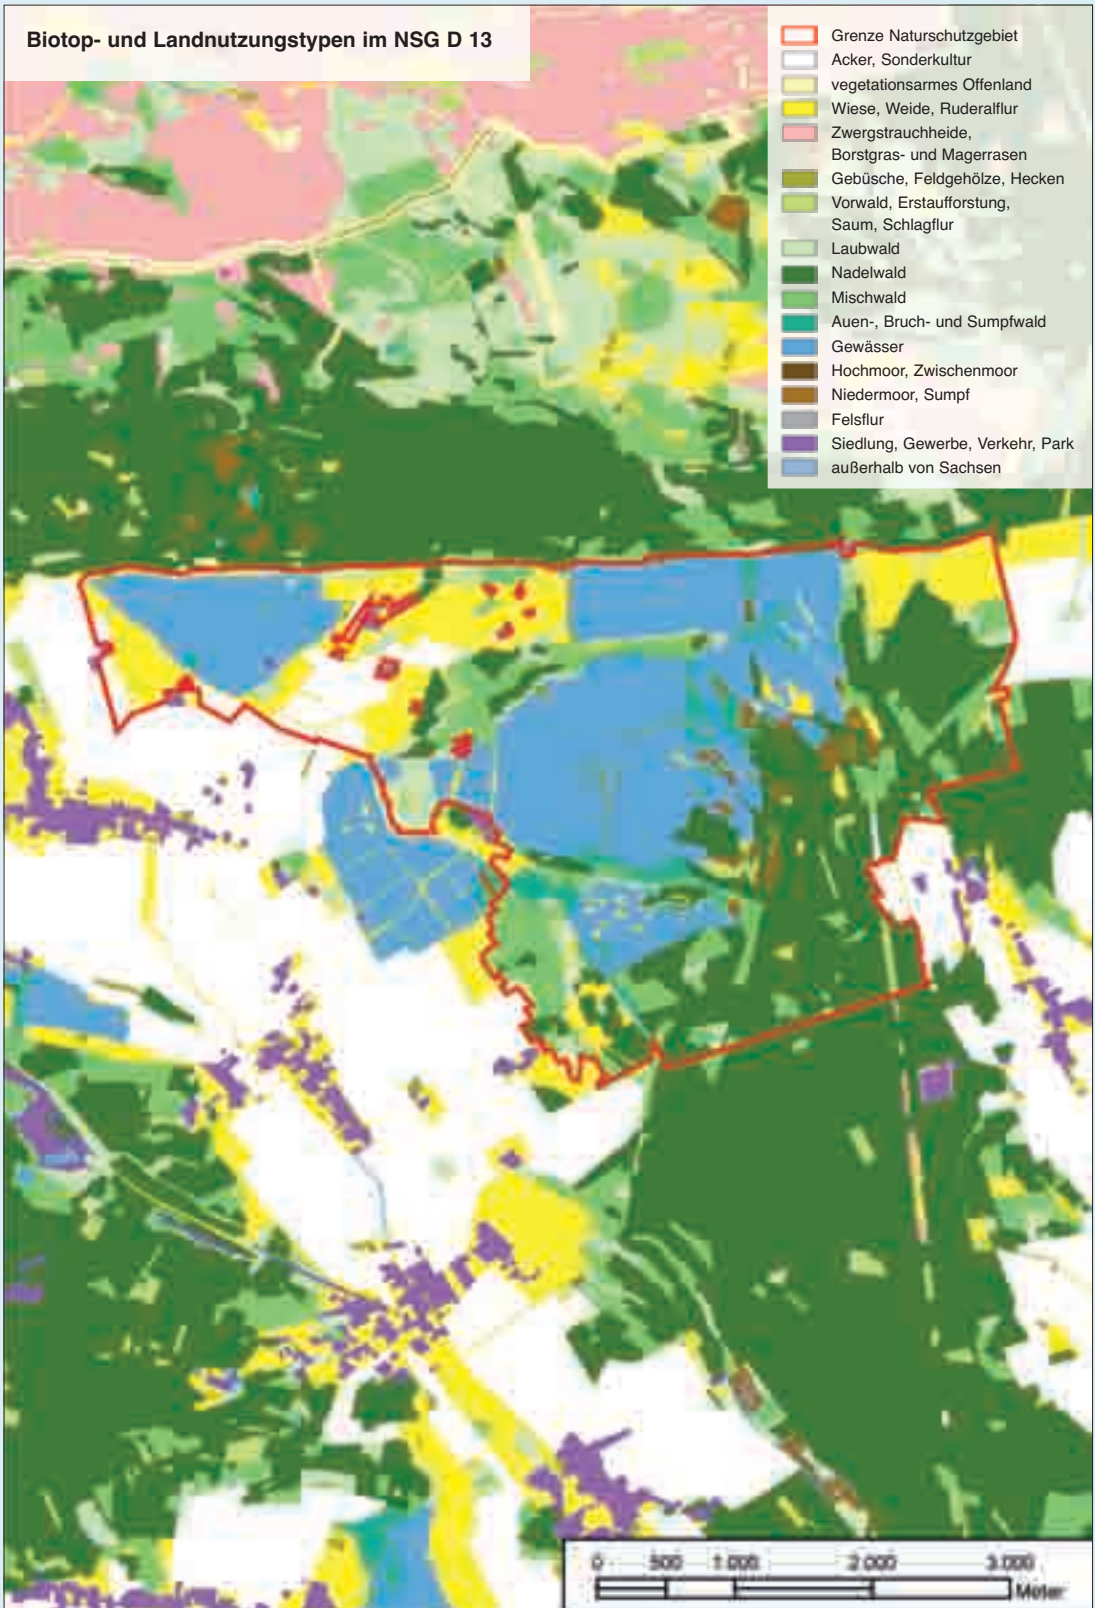 Biotop- und Landnutzungstypen im NSG D 13
Grenze Naturschutzgebiet
Acker, Sonderkultur
vegetationsarmes Offenland
Wiese, Weide, Ruderalflur
Zwergstrauchheide,
Borstgras- und Magerrasen
Gebüsche, Feldgehölze, Hecken
Vorwald, Erstaufforstung,
Saum, Schlagflur
Laubwald
Nadelwald
Mischwald
Auen-, Bruch- und Sumpfwald
Gewässer
Hochmoor, Zwischenmoor
Niedermoor, Sumpf
Felsflur
Siedlung, Gewerbe, Verkehr, Park
außerhalb von Sachsen
0 500 1 000 2 000 3 000
Meter